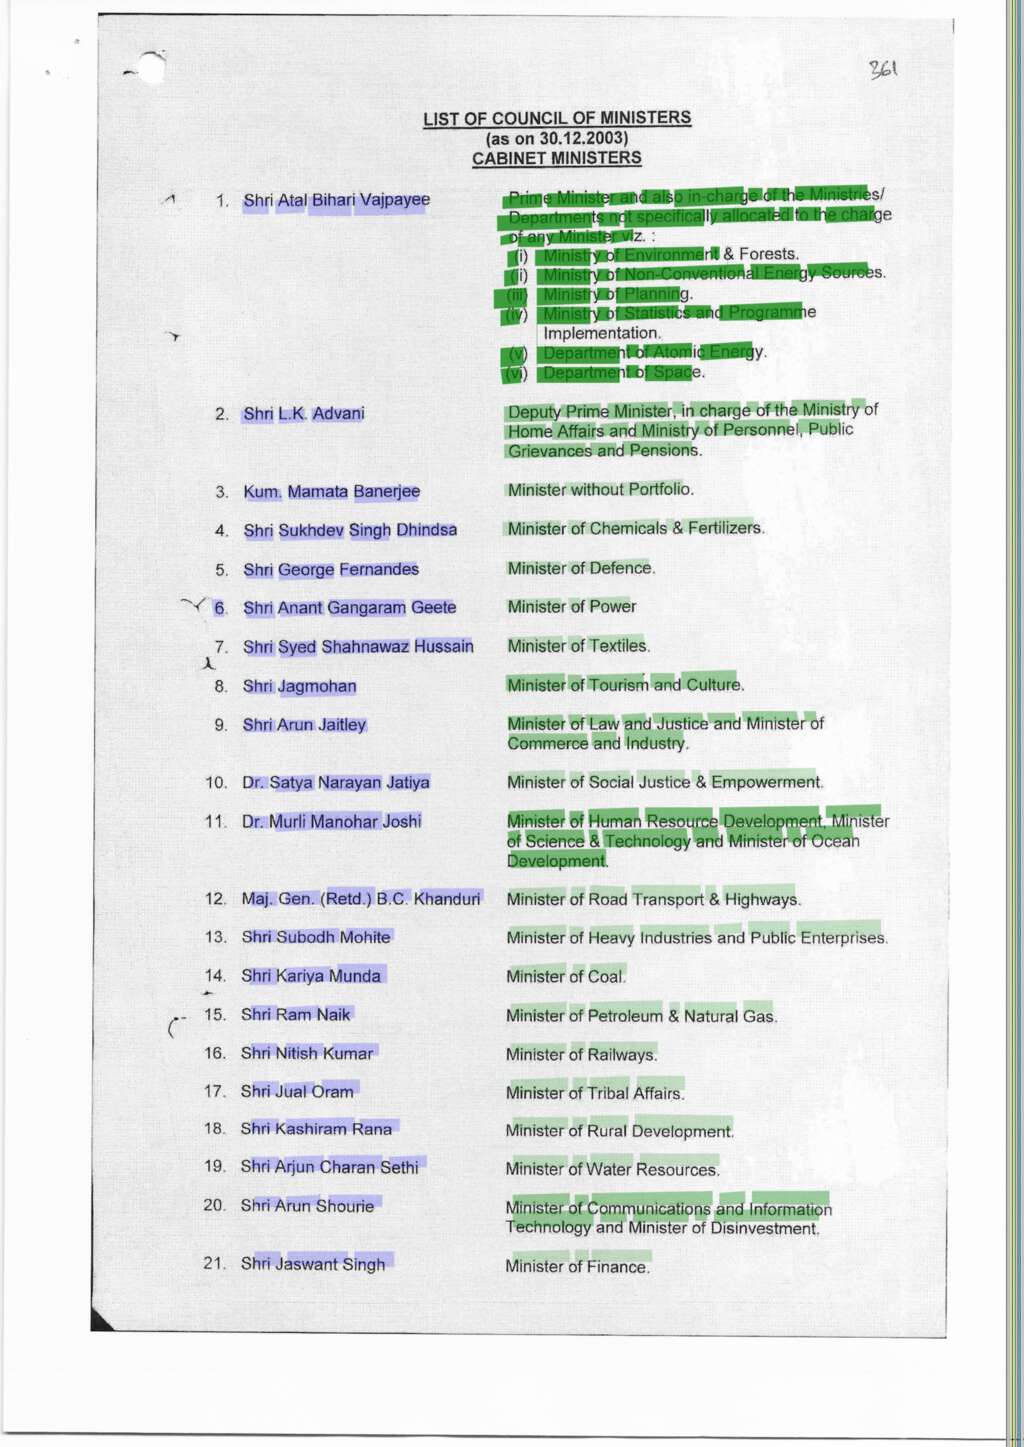 361
LIST OF COUNCIL OF MINISTERS
(as on 30.12.2003)
CABINET MINISTERS
1. Shri Atal Bihari Vajpayee Prime Minister and also in-charge of the Ministries/
Departments not specifically allocated to the charge
of any Minister viz. :
(i) Ministry of Environment & Forests.
(ii) Ministry of Non-Conventional Energy Sources.
(iii) Ministry of Planning.
(iv) Ministry of Statistics and Programme
Implementation.
(v) Department of Atomic Energy.
(vi) Department of Space.
2. Shri L.K. Advani Deputy Prime Minister, in charge of the Ministry of
Home Affairs and Ministry of Personnel, Public
Grievances and Pensions.
3. Kum. Mamata Banerjee Minister without Portfolio.
4. Shri Sukhdev Singh Dhindsa Minister of Chemicals & Fertilizers.
5. Shri George Fernandes Minister of Defence.
6. Shri Anant Gangaram Geete Minister of Power
7. Shri Syed Shahnawaz Hussain Minister of Textiles.
8. Shri Jagmohan Minister of Tourism and Culture.
9. Shri Arun Jaitley Minister of Law and Justice and Minister of
Commerce and Industry.
10. Dr. Satya Narayan Jatiya Minister of Social Justice & Empowerment.
11. Dr. Murli Manohar Joshi Minister of Human Resource Development, Minister
of Science & Technology and Minister of Ocean
Development.
12. Maj. Gen. (Retd.) B.C. Khanduri Minister of Road Transport & Highways.
13. Shri Subodh Mohite Minister of Heavy Industries and Public Enterprises.
14. Shri Kariya Munda Minister of Coal.
15. Shri Ram Naik Minister of Petroleum & Natural Gas.
16. Shri Nitish Kumar Minister of Railways.
17. Shri Jual Oram Minister of Tribal Affairs.
18. Shri Kashiram Rana Minister of Rural Development.
19. Shri Arjun Charan Sethi Minister of Water Resources.
20. Shri Arun Shourie Minister of Communications and Information
Technology and Minister of Disinvestment.
21. Shri Jaswant Singh Minister of Finance.